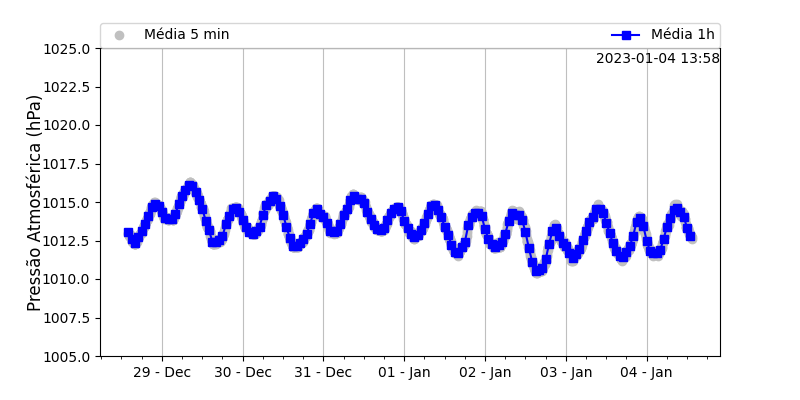 Média 5 min
Média 1h
2023-01-04 13:58
Pressão Atmosférica (hPa)
1025.0
1022.5
1020.0
1017.5
1015.0
1012.5
1010.0
1007.5
1005.0
29 - Dec
30 - Dec
31 - Dec
01 - Jan
02 - Jan
03 - Jan
04 - Jan